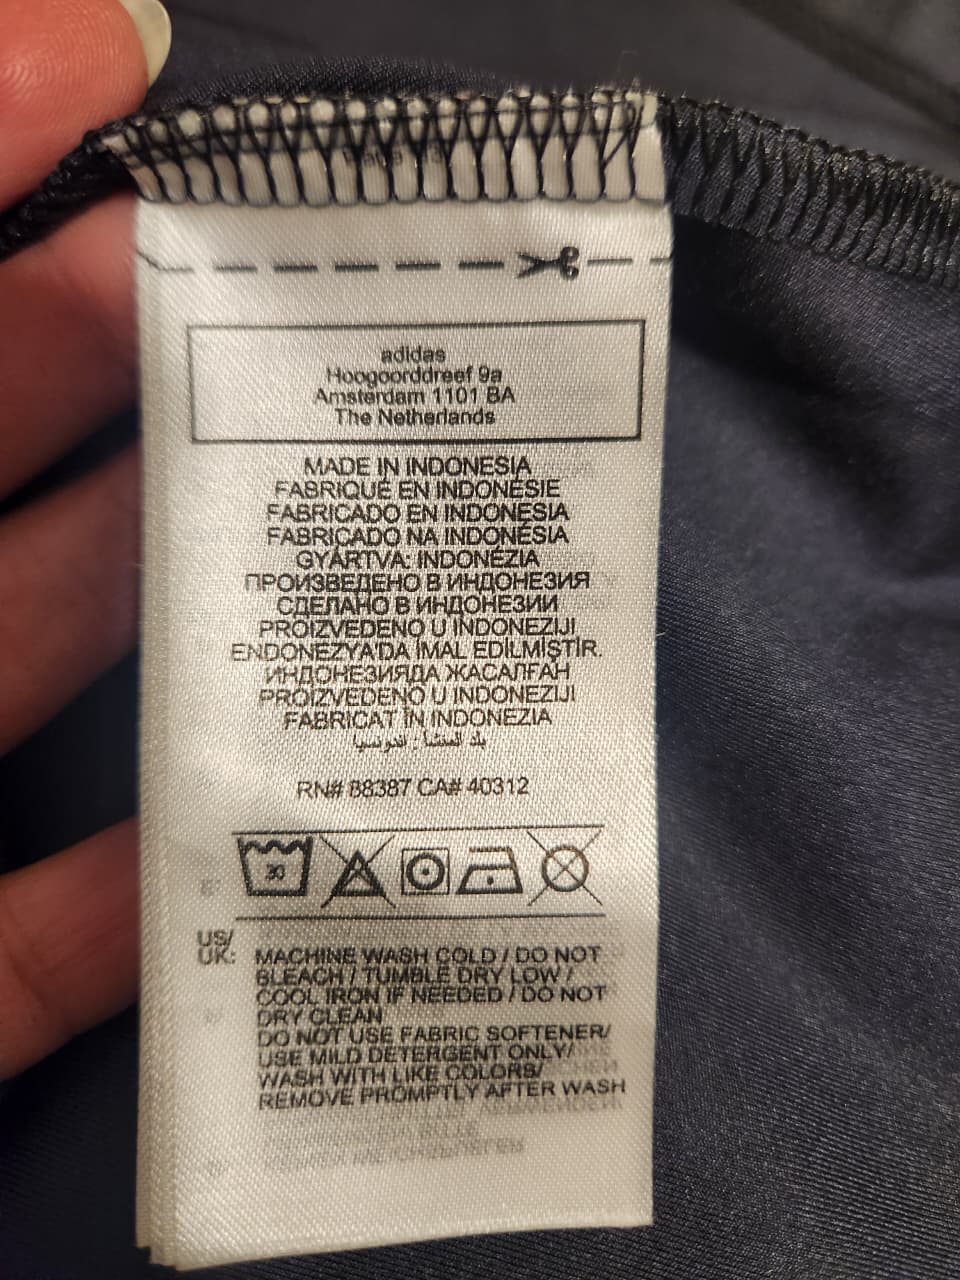 adidas
Hoogoorddreef 9a
Amsterdam 1101 BA
The Netherlands
MADE IN INDONESIA
FABRIQUÉ EN INDONÉSIE
FABRICADO EN INDONESIA
FABRICADO NA INDONÉSIA
GYÁRTVA: INDONÉZIA
ПРОИЗВЕДЕНО В ИНДОНЕЗИЯ
СДЕЛАНО В ИНДОНЕЗИИ
PROIZVEDENO U INDONEZIJI
ENDONEZYA'DA İMAL EDİLMİŞTİR.
ИНДОНЕЗИЯДА ЖАСАЛҒАН
PROIZVEDENO U INDONEZIJI
FABRICAT ÎN INDONEZIA
بلد المنشأ : اندونيسيا
RN# 88387 CA# 40312
30
US/
UK: MACHINE WASH COLD / DO NOT
BLEACH / TUMBLE DRY LOW /
COOL IRON IF NEEDED / DO NOT
DRY CLEAN
DO NOT USE FABRIC SOFTENER/
USE MILD DETERGENT ONLY/
WASH WITH LIKE COLORS/
REMOVE PROMPTLY AFTER WASH